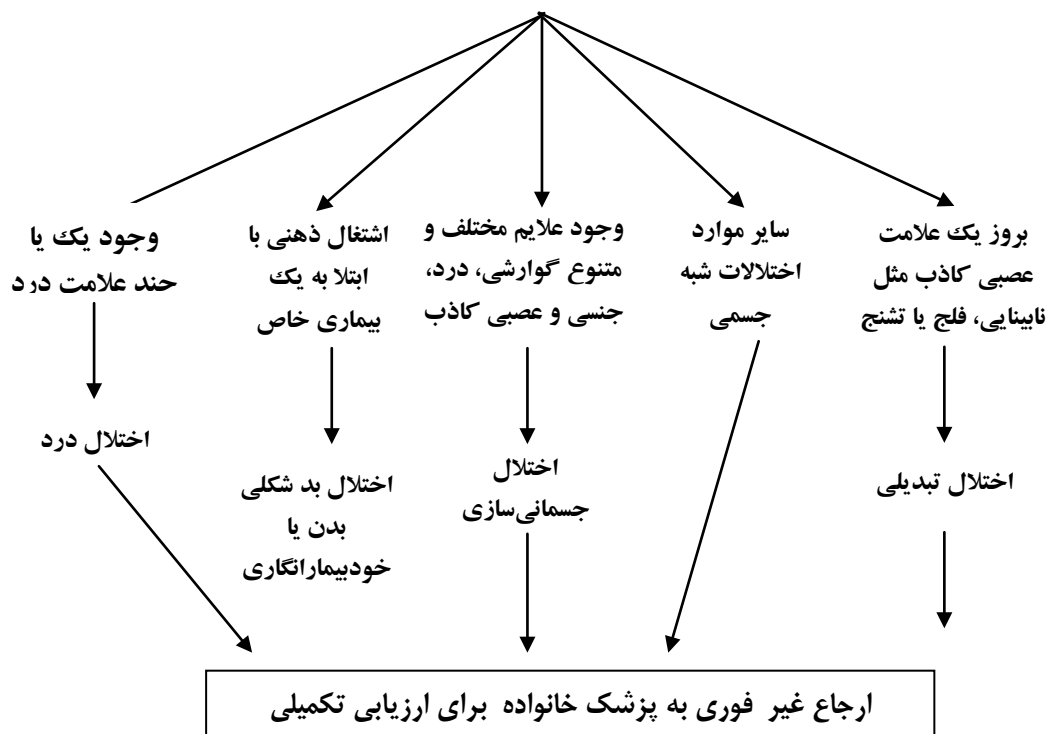 بروز یک علامت
عصبی کاذب مثل
نابینایی، فلج یا تشنج
سایر موارد
اختلالات شبه
جسمی
وجود علایم مختلف و
متنوع گوارشی، درد،
جنسی و عصبی کاذب
اشتغال ذهنی با
ابتلا به یک
بیماری خاص
وجود یک یا
حند علامت درد
اختلال تبدیلی
اختلال
جسمانی‌سازی
اختلال بد شکلی
بدن یا
خودبیمارانگاری
اختلال درد
ارجاع غیر فوری به پزشک خانواده برای ارزیابی تکمیلی